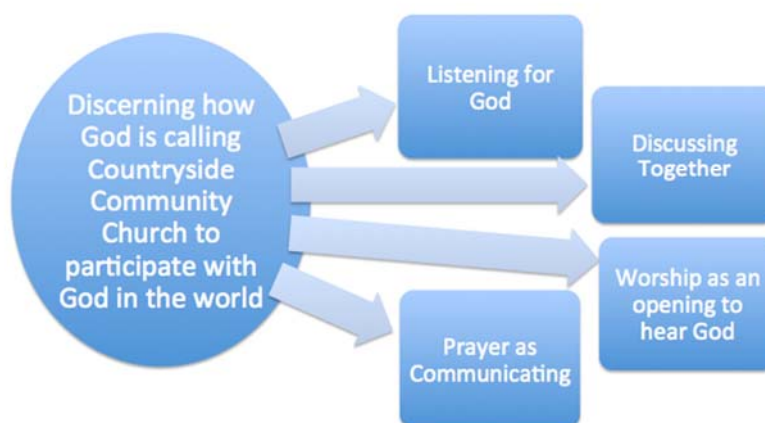 Discerning how
God is calling
Countryside
Community
Church to
participate with
God in the world
Listening for
God
Discussing
Together
Worship as an
opening to
hear God
Prayer as
Communicating